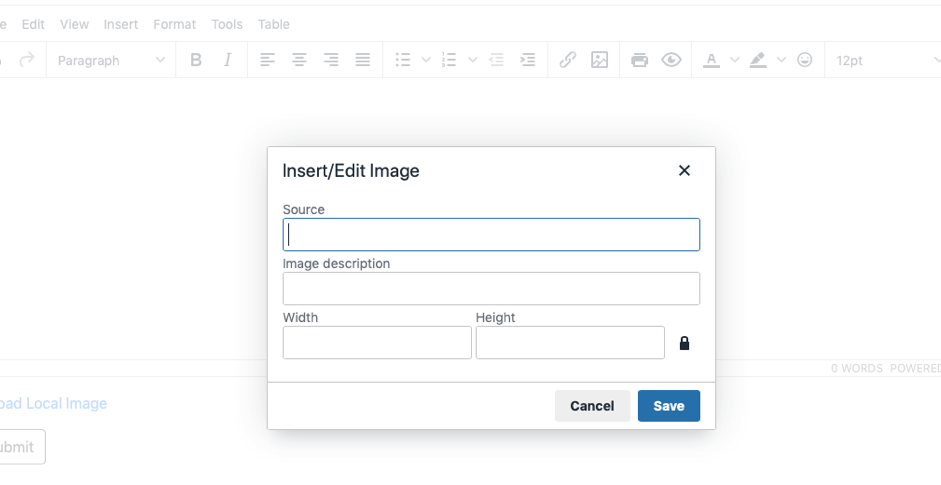 e Edit View Insert Format Tools Table
Paragraph B I A 12pt
Insert/Edit Image
Source
Image description
Width Height
Cancel Save
0 WORDS POWERED
oad Local Image
ubmit